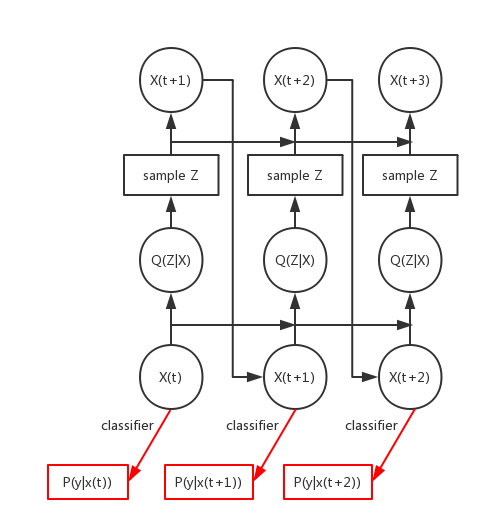 X(t+1)
X(t+2)
X(t+3)
sample Z
sample Z
sample Z
Q(Z|X)
Q(Z|X)
Q(Z|X)
X(t)
X(t+1)
X(t+2)
classifier
classifier
classifier
P(y|x(t))
P(y|x(t+1))
P(y|x(t+2))